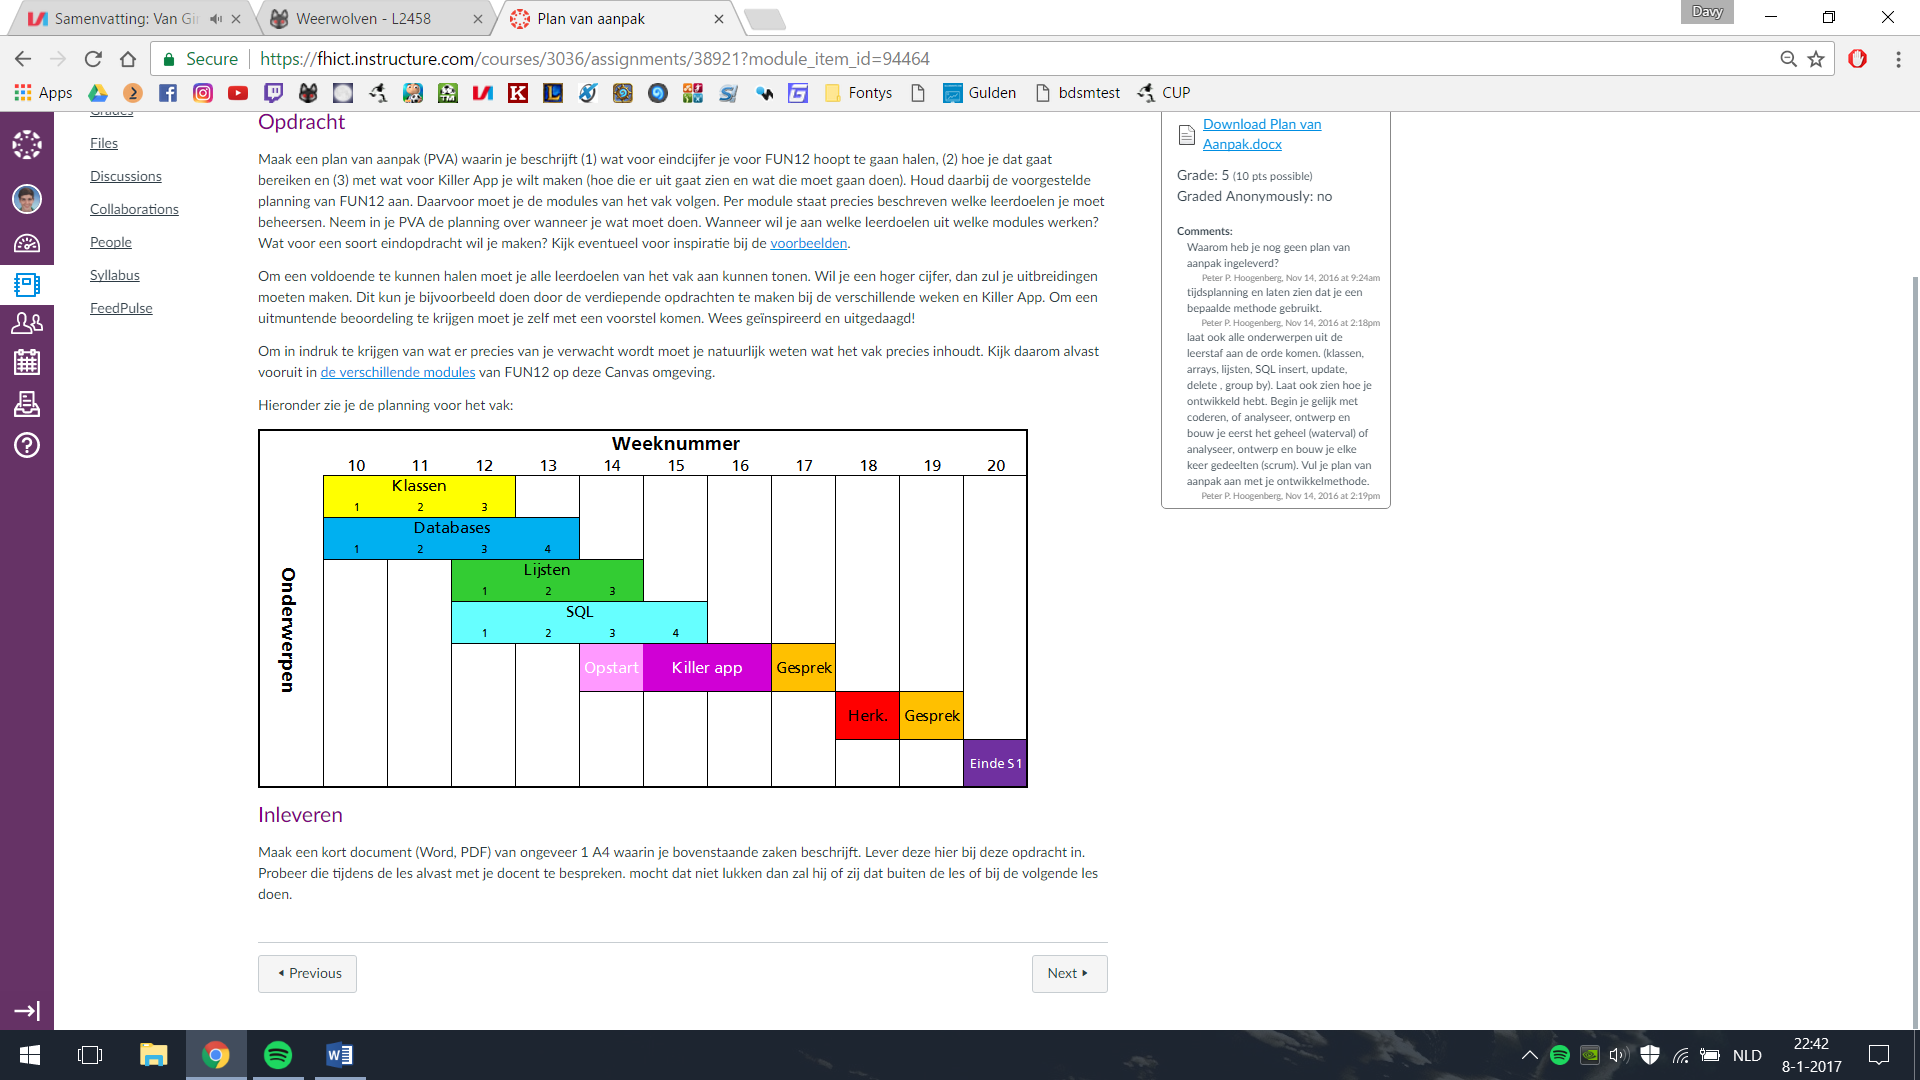 Samenvatting: Van Gir
Weerwolven - L2458
Plan van aanpak
Davy
Secure
https://fhict.instructure.com/courses/3036/assignments/38921?module_item_id=94464
Apps
Fontys
Gulden
bdsmtest
CUP
Grades
Files
Discussions
Collaborations
People
Syllabus
FeedPulse
Opdracht
Maak een plan van aanpak (PVA) waarin je beschrijft (1) wat voor eindcijfer je voor FUN12 hoopt te gaan halen, (2) hoe je dat gaat
bereiken en (3) met wat voor Killer App je wilt maken (hoe die er uit gaat zien en wat die moet gaan doen). Houd daarbij de voorgestelde
planning van FUN12 aan. Daarvoor moet je de modules van het vak volgen. Per module staat precies beschreven welke leerdoelen je moet
beheersen. Neem in je PVA de planning over wanneer je wat moet doen. Wanneer wil je aan welke leerdoelen uit welke modules werken?
Wat voor een soort eindopdracht wil je maken? Kijk eventueel voor inspiratie bij de voorbeelden.
Om een voldoende te kunnen halen moet je alle leerdoelen van het vak aan kunnen tonen. Wil je een hoger cijfer, dan zul je uitbreidingen
moeten maken. Dit kun je bijvoorbeeld doen door de verdiepende opdrachten te maken bij de verschillende weken en Killer App. Om een
uitmuntende beoordeling te krijgen moet je zelf met een voorstel komen. Wees geïnspireerd en uitgedaagd!
Om in indruk te krijgen van wat er precies van je verwacht wordt moet je natuurlijk weten wat het vak precies inhoudt. Kijk daarom alvast
vooruit in de verschillende modules van FUN12 op deze Canvas omgeving.
Hieronder zie je de planning voor het vak:
Weeknummer
10 11 12 13 14 15 16 17 18 19 20
Onderwerpen
Klassen
1 2 3
Databases
1 2 3 4
Lijsten
1 2 3
SQL
1 2 3 4
Opstart Killer app Gesprek
Herk. Gesprek
Einde S1
Inleveren
Maak een kort document (Word, PDF) van ongeveer 1 A4 waarin je bovenstaande zaken beschrijft. Lever deze hier bij deze opdracht in.
Probeer die tijdens de les alvast met je docent te bespreken. mocht dat niet lukken dan zal hij of zij dat buiten de les of bij de volgende les
doen.
Previous
Next
Download Plan van
Aanpak.docx
Grade: 5 (10 pts possible)
Graded Anonymously: no
Comments:
Waarom heb je nog geen plan van
aanpak ingeleverd?
Peter P. Hoogenberg, Nov 14, 2016 at 9:24am
tijdsplanning en laten zien dat je een
bepaalde methode gebruikt.
Peter P. Hoogenberg, Nov 14, 2016 at 2:18pm
laat ook alle onderwerpen uit de
leerstaf aan de orde komen. (klassen,
arrays, lijsten, SQL insert, update,
delete , group by). Laat ook zien hoe je
ontwikkeld hebt. Begin je gelijk met
coderen, of analyseer, ontwerp en
bouw je eerst het geheel (waterval) of
analyseer, ontwerp en bouw je elke
keer gedeelten (scrum). Vul je plan van
aanpak aan met je ontwikkelmethode.
Peter P. Hoogenberg, Nov 14, 2016 at 2:19pm
NLD
22:42
8-1-2017